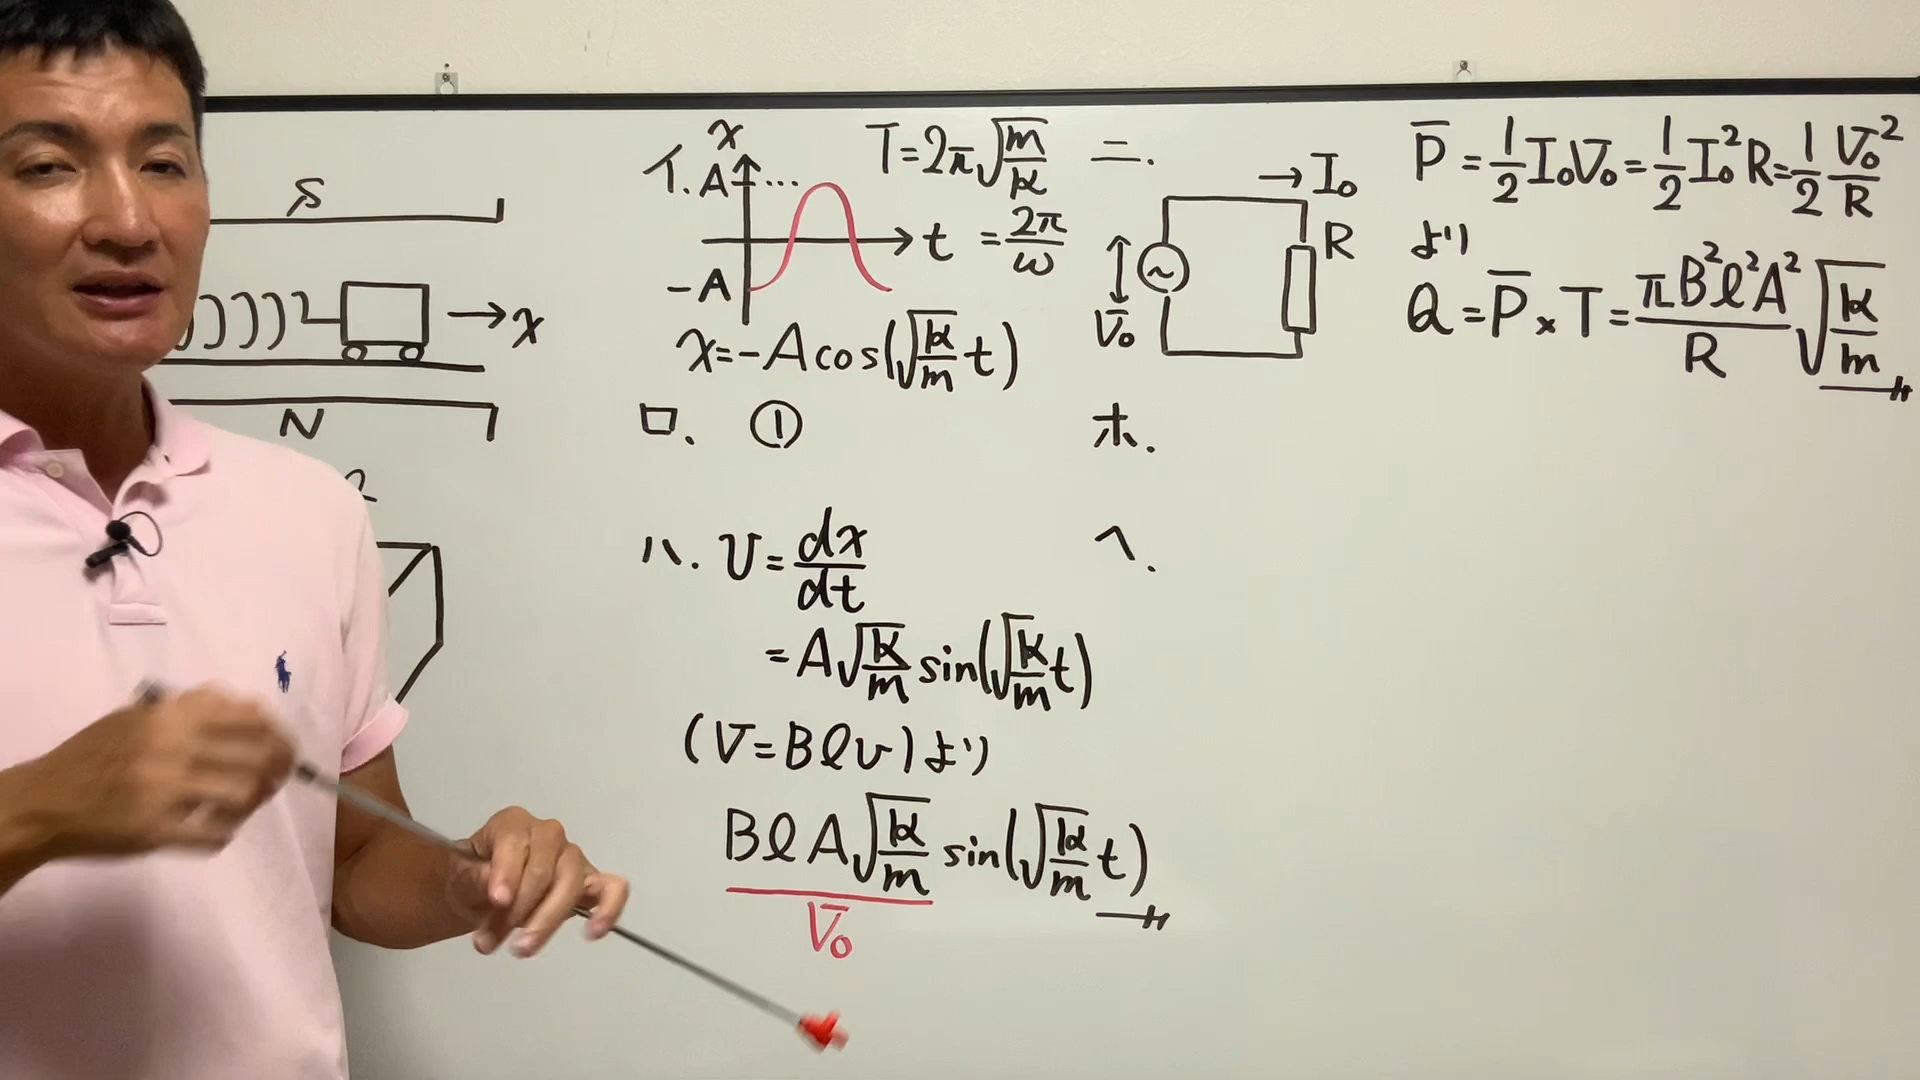 S
→x
N
l
イ. x
A ...
→t
-A
T=2π√(m/k)
=2π/ω
x=-Acos(√(k/m) t)
ロ. ①
ハ. v=dx/dt
=A√(k/m) sin(√(k/m) t)
(V=Blv)より
BlA√(k/m) sin(√(k/m) t)
V₀
ニ.
→I₀
R
V₀
~
P̅=1/2 I₀V₀=1/2 I₀²R=1/2 V₀²/R
より
Q=P̅×T=πB²l²A²/R √(k/m)
ホ.
ヘ.